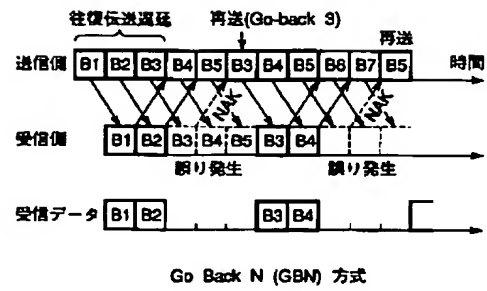 往復伝送遅延 再送(Go-back 3) 再送
送信側 B1 B2 B3 B4 B5 B3 B4 B5 B6 B7 B5 時間
NAK NAK
受信側 B1 B2 B3 B4 B5 B3 B4
誤り発生 誤り発生
受信データ B1 B2 B3 B4
Go Back N (GBN) 方式